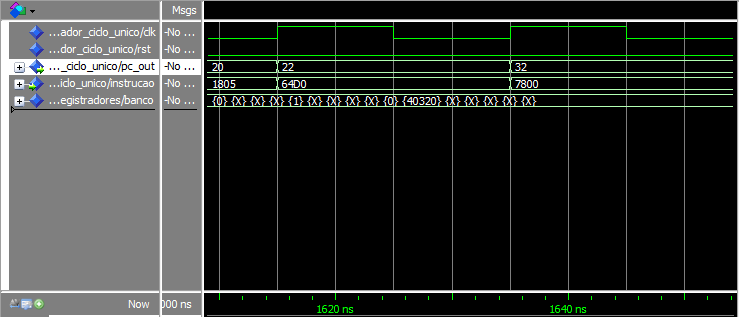 Msgs
...ador_ciclo_unico/clk -No ...
...dor_ciclo_unico/rst -No ...
..._ciclo_unico/pc_out -No ... 20 22 32
...iclo_unico/instrucao -No ... 1805 64D0 7800
...egistradores/banco -No ... {0} {X} {X} {X} {1} {X} {X} {X} {X} {0} {40320} {X} {X} {X} {X} {X}
Now 000 ns 1620 ns 1640 ns